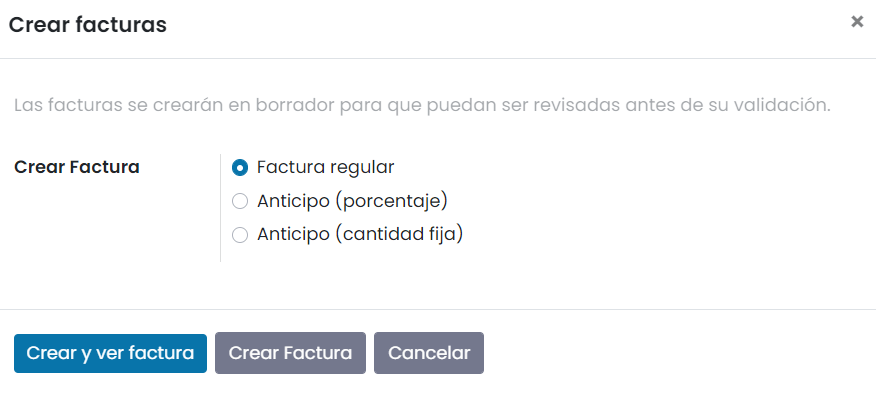 Crear facturas
×
Las facturas se crearán en borrador para que puedan ser revisadas antes de su validación.
Crear Factura
Factura regular
Anticipo (porcentaje)
Anticipo (cantidad fija)
Crear y ver factura
Crear Factura
Cancelar